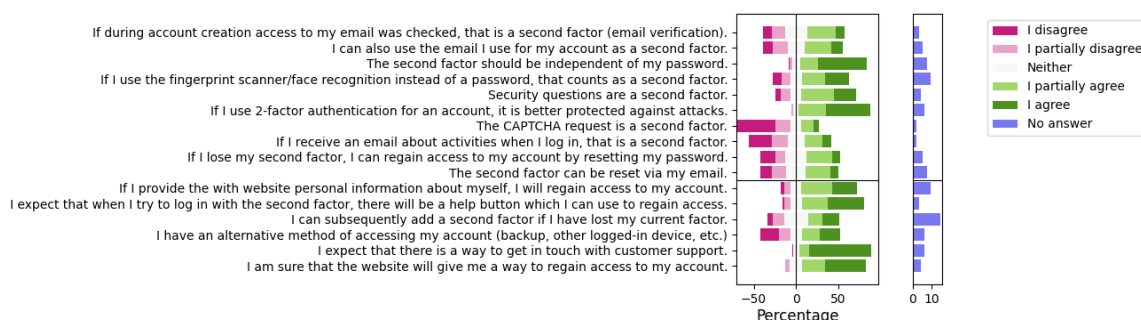 If during account creation access to my email was checked, that is a second factor (email verification).
I can also use the email I use for my account as a second factor.
The second factor should be independent of my password.
If I use the fingerprint scanner/face recognition instead of a password, that counts as a second factor.
Security questions are a second factor.
If I use 2-factor authentication for an account, it is better protected against attacks.
The CAPTCHA request is a second factor.
If I receive an email about activities when I log in, that is a second factor.
If I lose my second factor, I can regain access to my account by resetting my password.
The second factor can be reset via my email.
If I provide the with website personal information about myself, I will regain access to my account.
I expect that when I try to log in with the second factor, there will be a help button which I can use to regain access.
I can subsequently add a second factor if I have lost my current factor.
I have an alternative method of accessing my account (backup, other logged-in device, etc.)
I expect that there is a way to get in touch with customer support.
I am sure that the website will give me a way to regain access to my account.
−50 0 50
Percentage
0 10
I disagree
I partially disagree
Neither
I partially agree
I agree
No answer